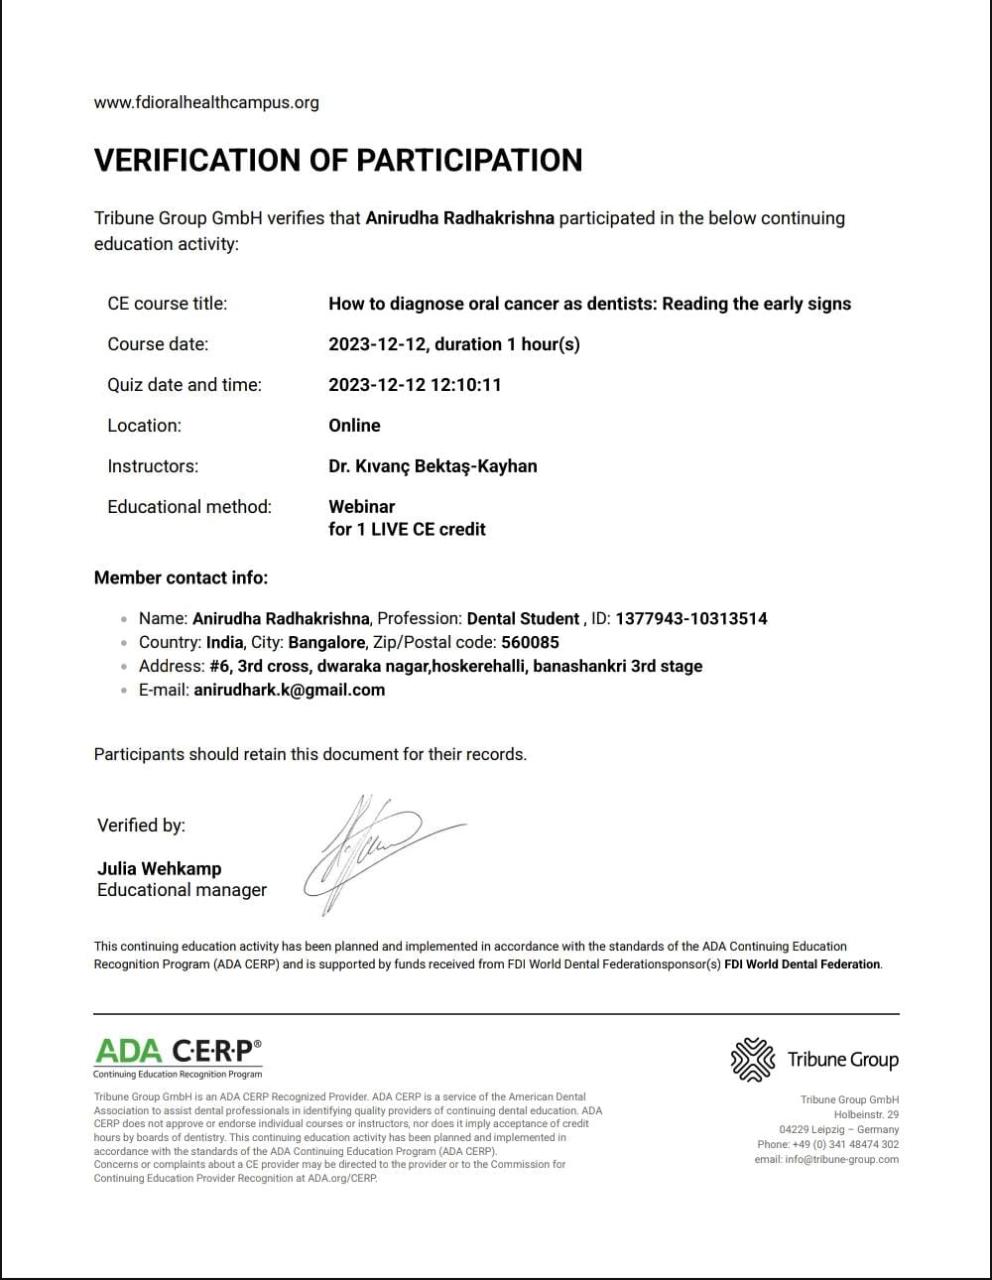 www.fdioralhealthcampus.org
VERIFICATION OF PARTICIPATION
Tribune Group GmbH verifies that Anirudha Radhakrishna participated in the below continuing
education activity:
CE course title: How to diagnose oral cancer as dentists: Reading the early signs
Course date: 2023-12-12, duration 1 hour(s)
Quiz date and time: 2023-12-12 12:10:11
Location: Online
Instructors: Dr. Kıvanç Bektaş-Kayhan
Educational method: Webinar
for 1 LIVE CE credit
Member contact info:
Name: Anirudha Radhakrishna, Profession: Dental Student , ID: 1377943-10313514
Country: India, City: Bangalore, Zip/Postal code: 560085
Address: #6, 3rd cross, dwaraka nagar,hoskerehalli, banashankri 3rd stage
E-mail: anirudhark.k@gmail.com
Participants should retain this document for their records.
Verified by:
Julia Wehkamp
Educational manager
This continuing education activity has been planned and implemented in accordance with the standards of the ADA Continuing Education
Recognition Program (ADA CERP) and is supported by funds received from FDI World Dental Federationsponsor(s) FDI World Dental Federation.
ADA C·E·R·P®
Continuing Education Recognition Program
Tribune Group GmbH is an ADA CERP Recognized Provider. ADA CERP is a service of the American Dental
Association to assist dental professionals in identifying quality providers of continuing dental education. ADA
CERP does not approve or endorse individual courses or instructors, nor does it imply acceptance of credit
hours by boards of dentistry. This continuing education activity has been planned and implemented in
accordance with the standards of the ADA Continuing Education Program (ADA CERP).
Concerns or complaints about a CE provider may be directed to the provider or to the Commission for
Continuing Education Provider Recognition at ADA.org/CERP.
Tribune Group
Tribune Group GmbH
Holbeinstr. 29
04229 Leipzig – Germany
Phone: +49 (0) 341 48474 302
email: info@tribune-group.com